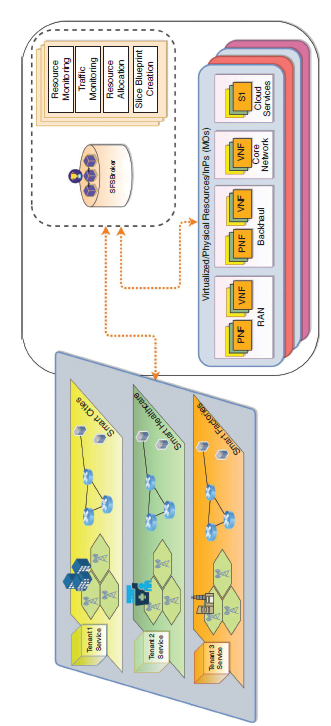 Resource
Monitoring
Traffic
Monitoring
Resource
Allocation
Slice Blueprint
Creation
SFSBroker
Virtualized/Physical Resources/InPs (MOs)
PNF
VNF
RAN
PNF
VNF
Backhaul
VNF
Core
Network
S1
Cloud
Services
Smart Cities
Tenant 1
Service
Smart Healthcare
Tenant 2
Service
Smart Factories
Tenant 3
Service